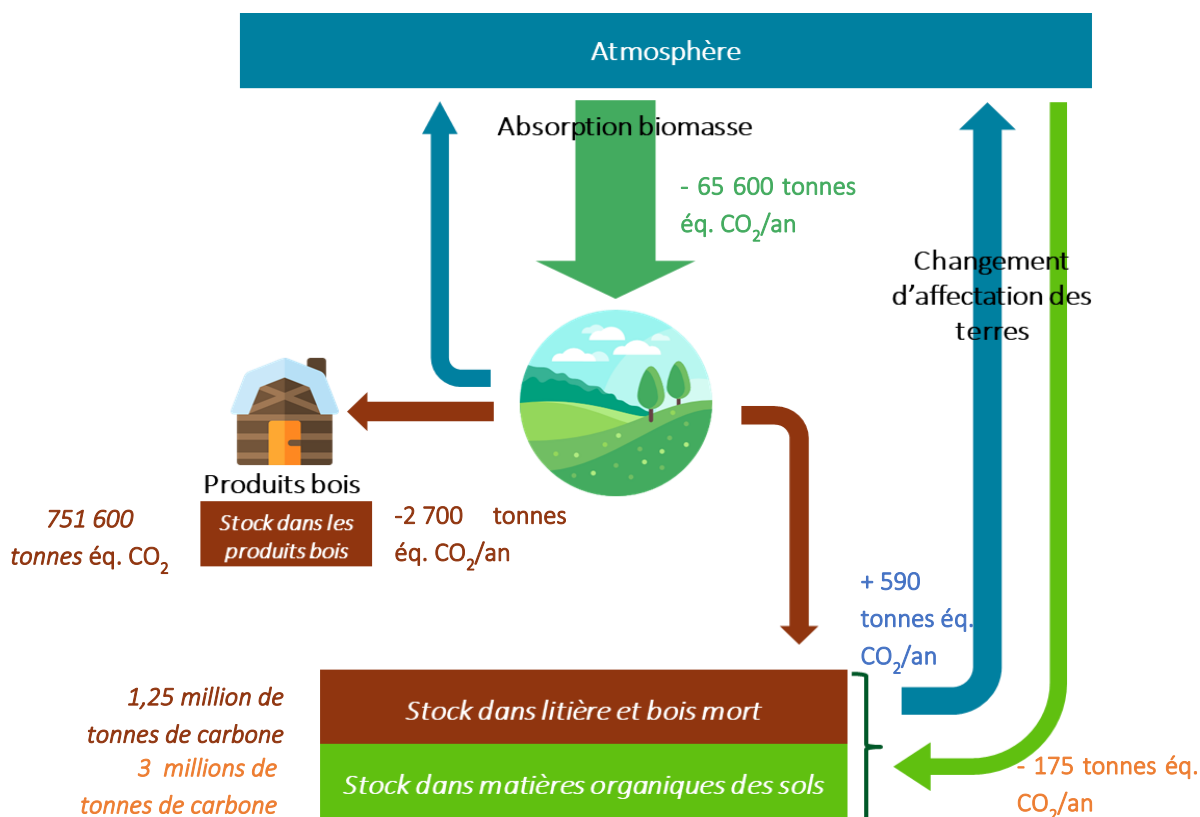 Atmosphère
Absorption biomasse
- 65 600 tonnes
éq. CO₂/an
Changement
d’affectation des
terres
Produits bois
751 600
tonnes éq. CO₂
Stock dans les
produits bois
-2 700 tonnes
éq. CO₂/an
+ 590
tonnes éq.
CO₂/an
1,25 million de
tonnes de carbone
Stock dans litière et bois mort
3 millions de
tonnes de carbone
Stock dans matières organiques des sols
- 175 tonnes éq.
CO₂/an